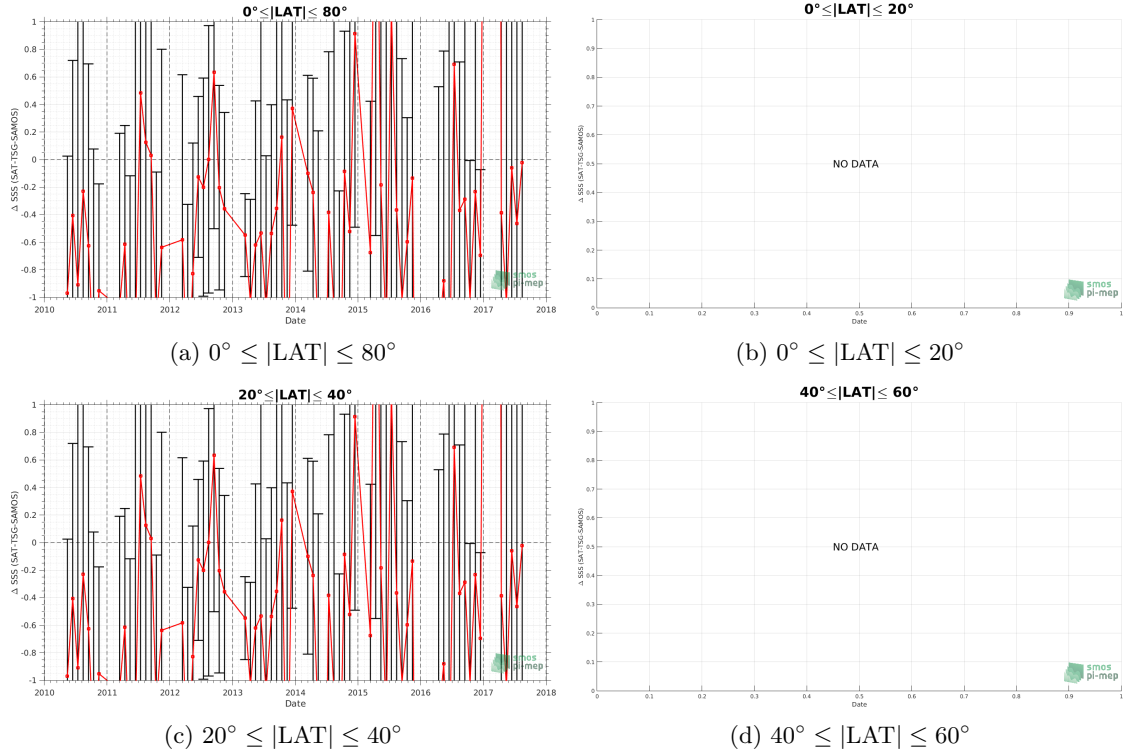 0°≤|LAT|≤ 80°
1
0.8
0.6
0.4
0.2
0
-0.2
-0.4
-0.6
-0.8
-1
Δ SSS (SAT-TSG-SAMOS)
2010 2011 2012 2013 2014 2015 2016 2017 2018
Date
smos
pi-mep
(a) 0° ≤ |LAT| ≤ 80°
0°≤|LAT|≤ 20°
1
0.9
0.8
0.7
0.6
0.5
0.4
0.3
0.2
0.1
0
Δ SSS (SAT-TSG-SAMOS)
NO DATA
0 0.1 0.2 0.3 0.4 0.5 0.6 0.7 0.8 0.9 1
Date
smos
pi-mep
(b) 0° ≤ |LAT| ≤ 20°
20°≤|LAT|≤ 40°
1
0.8
0.6
0.4
0.2
0
-0.2
-0.4
-0.6
-0.8
-1
Δ SSS (SAT-TSG-SAMOS)
2010 2011 2012 2013 2014 2015 2016 2017 2018
Date
smos
pi-mep
(c) 20° ≤ |LAT| ≤ 40°
40°≤|LAT|≤ 60°
1
0.9
0.8
0.7
0.6
0.5
0.4
0.3
0.2
0.1
0
Δ SSS (SAT-TSG-SAMOS)
NO DATA
0 0.1 0.2 0.3 0.4 0.5 0.6 0.7 0.8 0.9 1
Date
smos
pi-mep
(d) 40° ≤ |LAT| ≤ 60°